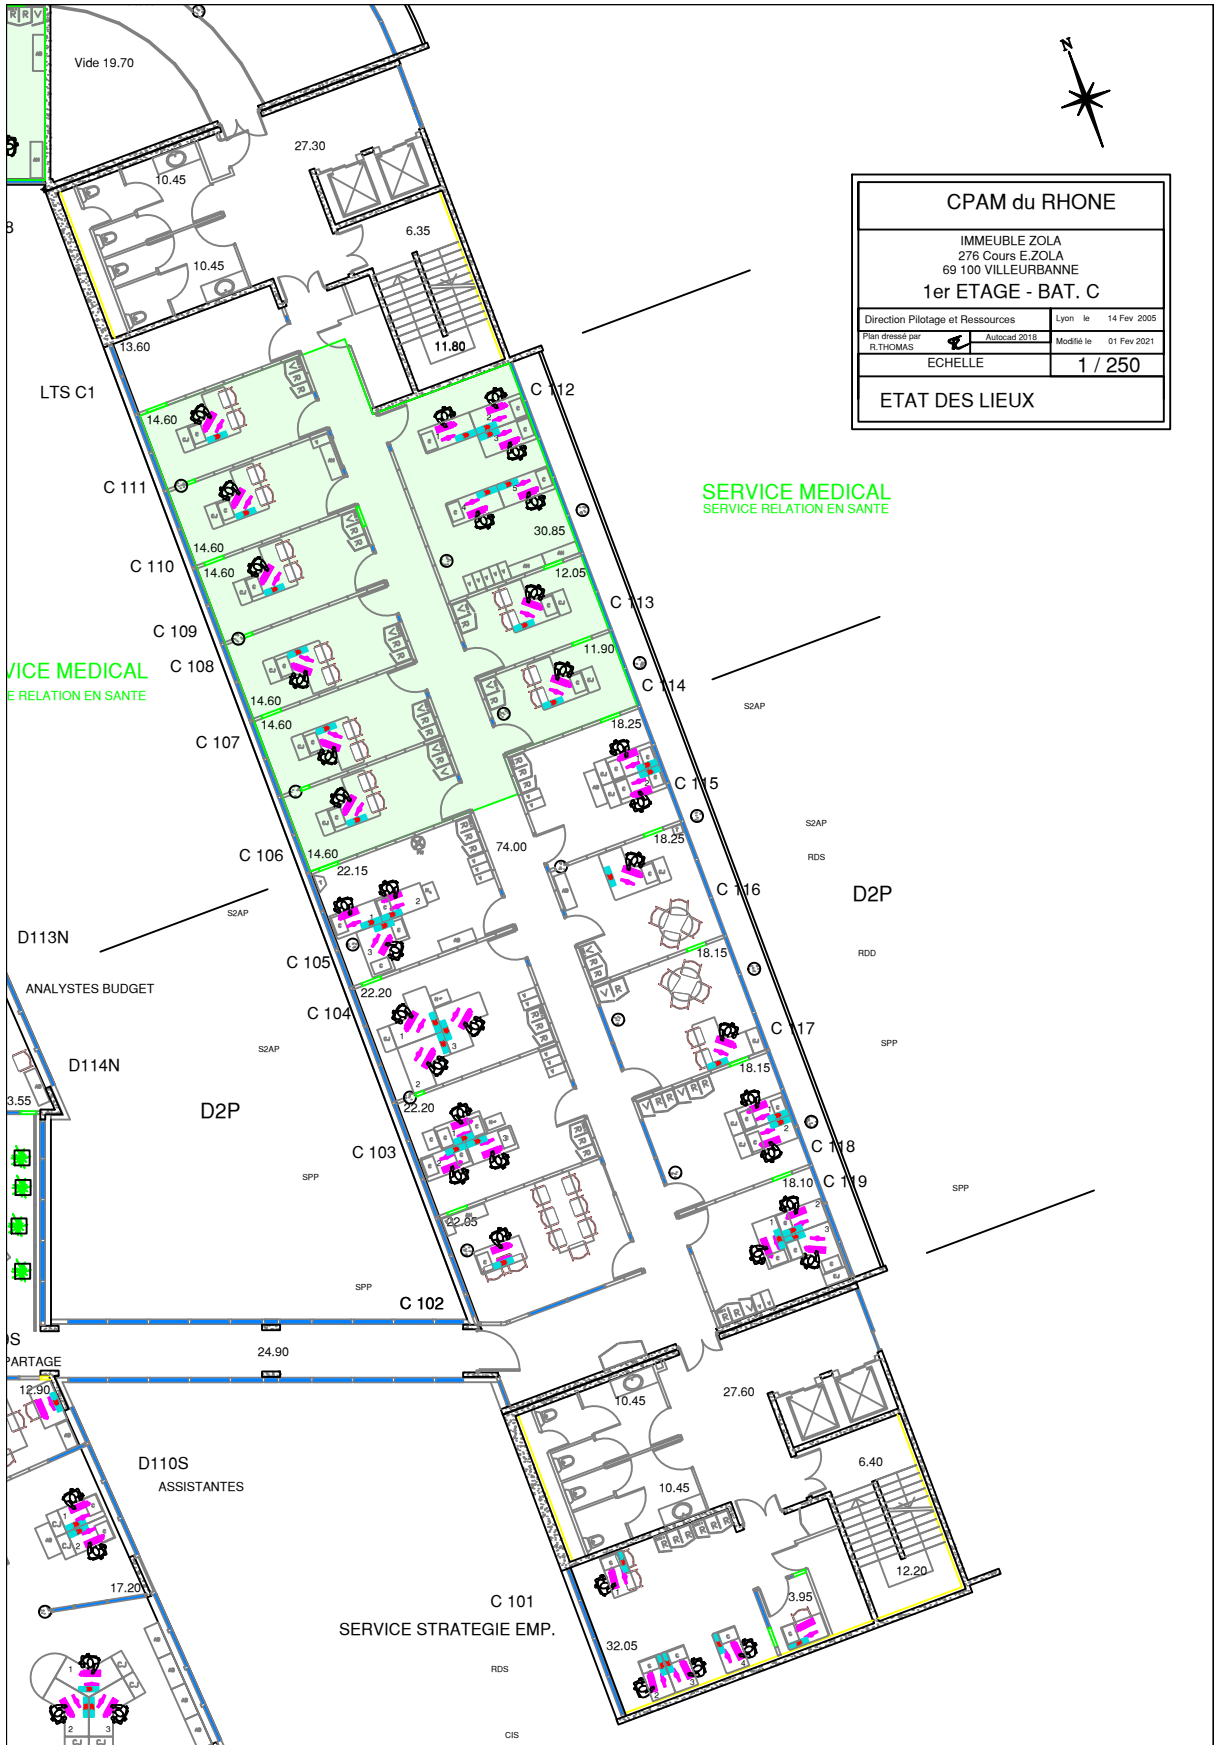 Vide 19.70
N
CPAM du RHONE
IMMEUBLE ZOLA
276 Cours E.ZOLA
69 100 VILLEURBANNE
1er ETAGE - BAT. C
Direction Pilotage et Ressources
Lyon le 14 Fev 2005
Plan dressé par
R.THOMAS
Autocad 2018
Modifié le 01 Fev 2021
ECHELLE
1 / 250
ETAT DES LIEUX
27.30
10.45
6.35
10.45
11.80
13.60
LTS C1
C 112
14.60
C 111
SERVICE MEDICAL
SERVICE RELATION EN SANTE
30.85
14.60
C 110
14.60
12.05
C 113
C 109
C 108
11.90
VICE MEDICAL
E RELATION EN SANTE
C 114
14.60
S2AP
14.60
18.25
C 107
C 115
S2AP
18.25
74.00
C 106
14.60
RDS
22.15
C 116
D2P
S2AP
D113N
18.15
RDD
C 105
ANALYSTES BUDGET
22.20
C 104
C 117
SPP
S2AP
D114N
18.15
3.55
22.20
D2P
C 103
C 118
SPP
18.10
C 119
SPP
22.05
SPP
C 102
S
24.90
PARTAGE
12.90
27.60
10.45
D110S
ASSISTANTES
6.40
10.45
12.20
17.20
C 101
3.95
SERVICE STRATEGIE EMP.
32.05
RDS
CIS